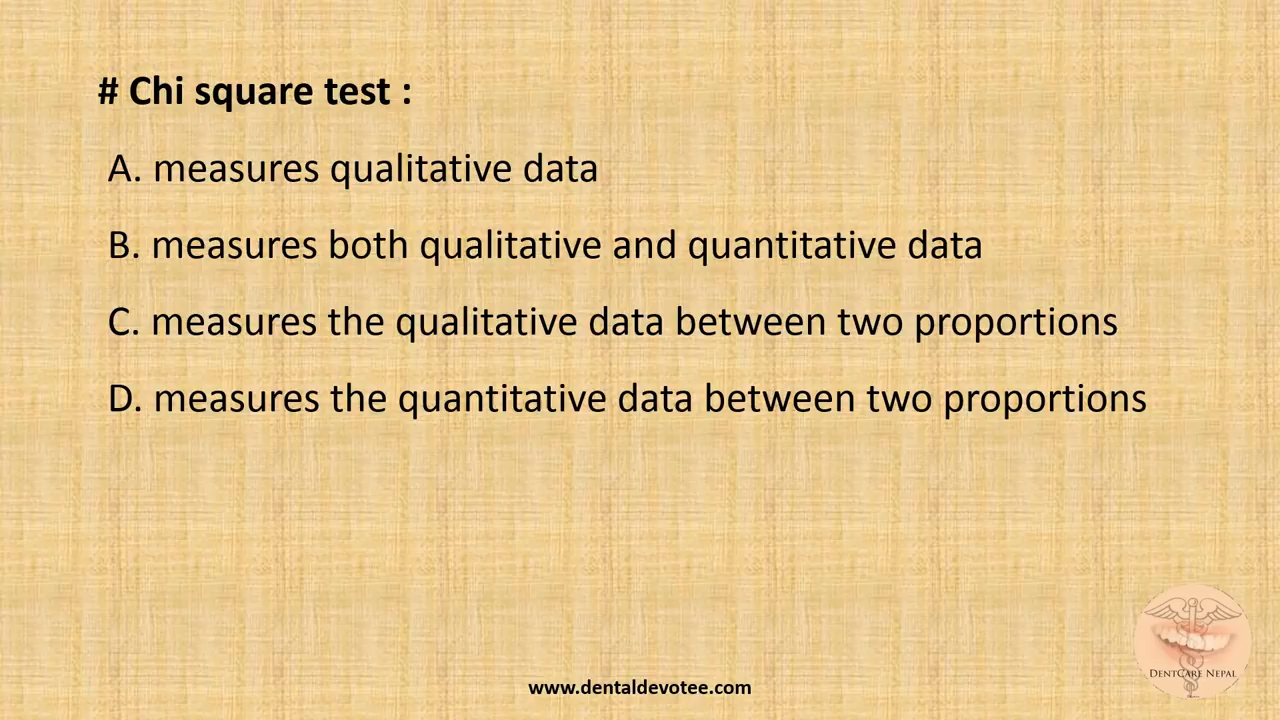 # Chi square test :
A. measures qualitative data
B. measures both qualitative and quantitative data
C. measures the qualitative data between two proportions
D. measures the quantitative data between two proportions
DentCare Nepal
www.dentaldevotee.com